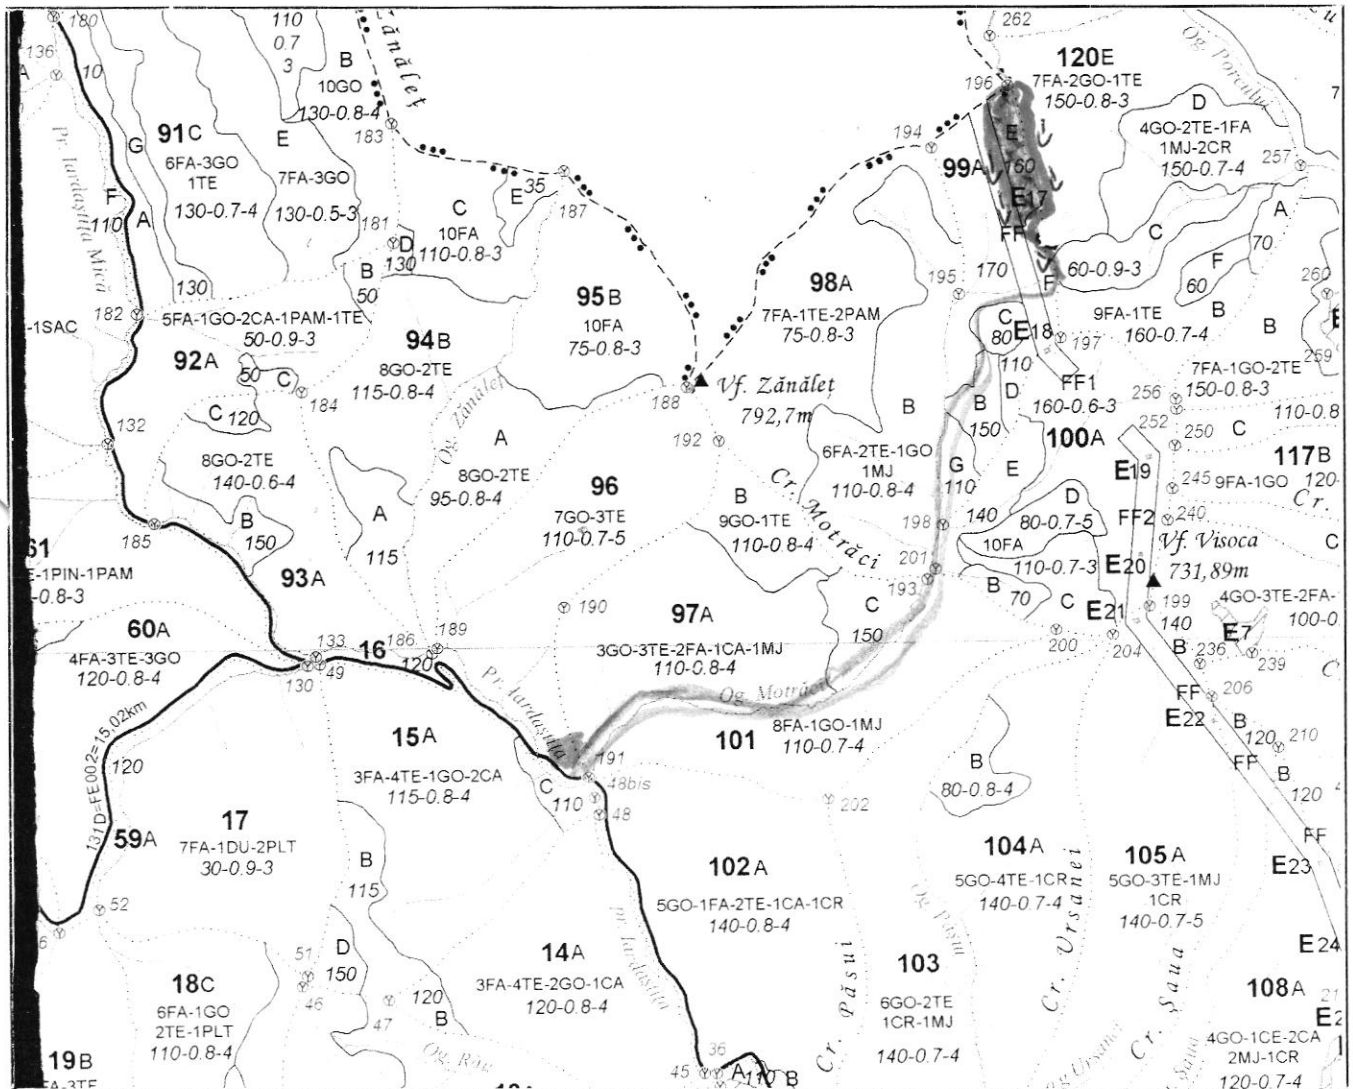 180
136
10
110
0.7
3
B
10GO
130-0.8-4
Zănăleț
183
262
196
120E
7FA-2GO-1TE
150-0.8-3
Og. Porcului
D
4GO-2TE-1FA
1MJ-2CR
150-0.7-4
257
91C
6FA-3GO
1TE
130-0.7-4
G
E
7FA-3GO
130-0.5-3
Pr. Iardaștița Mică
F
110
A
130
181
D
130
C
10FA
110-0.8-3
E
35
187
194
99A
E
160
E17
FF
170
195
F
C
60-0.9-3
A
70
F
60
B
260
259
182
5FA-1GO-2CA-1PAM-1TE
50-0.9-3
B
50
-1SAC
92A
50
C
184
C
120
94B
8GO-2TE
115-0.8-4
95B
10FA
75-0.8-3
98A
7FA-1TE-2PAM
75-0.8-3
C
80
E18
110
197
9FA-1TE
160-0.7-4
B
7FA-1GO-2TE
150-0.8-3
FF1
160-0.6-3
256
252
250
110-0.8
188
Vf. Zănăleț
792,7m
192
Og. Zănăleț
132
8GO-2TE
140-0.6-4
B
150
185
A
115
A
8GO-2TE
95-0.8-4
96
7GO-3TE
110-0.7-5
B
9GO-1TE
110-0.8-4
Cr. Motrăci
B
6FA-2TE-1GO
1MJ
110-0.8-4
B
150
D
E
G
110
140
198
100A
E19
C
117B
120-
245
9FA-1GO
Cr.
D
80-0.7-5
10FA
110-0.7-3
FF2
240
Vf. Visoca
731,89m
C
E20
201
193
B
70
C
E21
199
140
4GO-3TE-2FA-
100-0.
E7
239
B
236
200
204
206
61
E-1PIN-1PAM
-0.8-3
93A
60A
4FA-3TE-3GO
120-0.8-4
133
16
186
189
120
49
130
190
97A
3GO-3TE-2FA-1CA-1MJ
110-0.8-4
C
150
Og. Motrăci
Pr. Iardaștița
131D=FE002=15,02km
120
15A
3FA-4TE-1GO-2CA
115-0.8-4
C
110
191
48bis
48
101
8FA-1GO-1MJ
110-0.7-4
202
B
80-0.8-4
FF
E22
B
120
210
FF
B
120
FF
E23
59A
17
7FA-1DU-2PLT
30-0.9-3
B
115
52
102A
5GO-1FA-2TE-1CA-1CR
140-0.8-4
104A
5GO-4TE-1CR
140-0.7-4
105A
5GO-3TE-1MJ
1CR
140-0.7-5
Og. Pășui
Cr. Ursanei
E24
51
D
150
46
47
120
B
14A
3FA-4TE-2GO-1CA
120-0.8-4
Pr. Iardaștița
Cr. Păsui
103
6GO-2TE
1CR-1MJ
140-0.7-4
Cr. Șaua
108A
4GO-1CE-2CA
2MJ-1CR
120-0.7-4
18C
6FA-1GO
2TE-1PLT
110-0.8-4
19B
Og. Rău
36
45
A
110
B